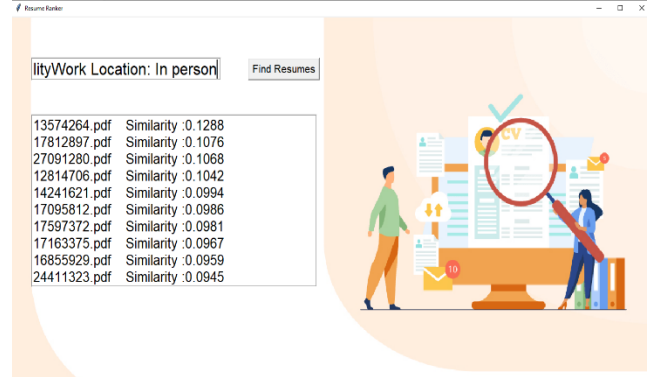 Resume Ranker
lityWork Location: In person
Find Resumes
13574264.pdf Similarity :0.1288
17812897.pdf Similarity :0.1076
27091280.pdf Similarity :0.1068
12814706.pdf Similarity :0.1042
14241621.pdf Similarity :0.0994
17095812.pdf Similarity :0.0986
17597372.pdf Similarity :0.0981
17163375.pdf Similarity :0.0967
16855929.pdf Similarity :0.0959
24411323.pdf Similarity :0.0945
CV
10